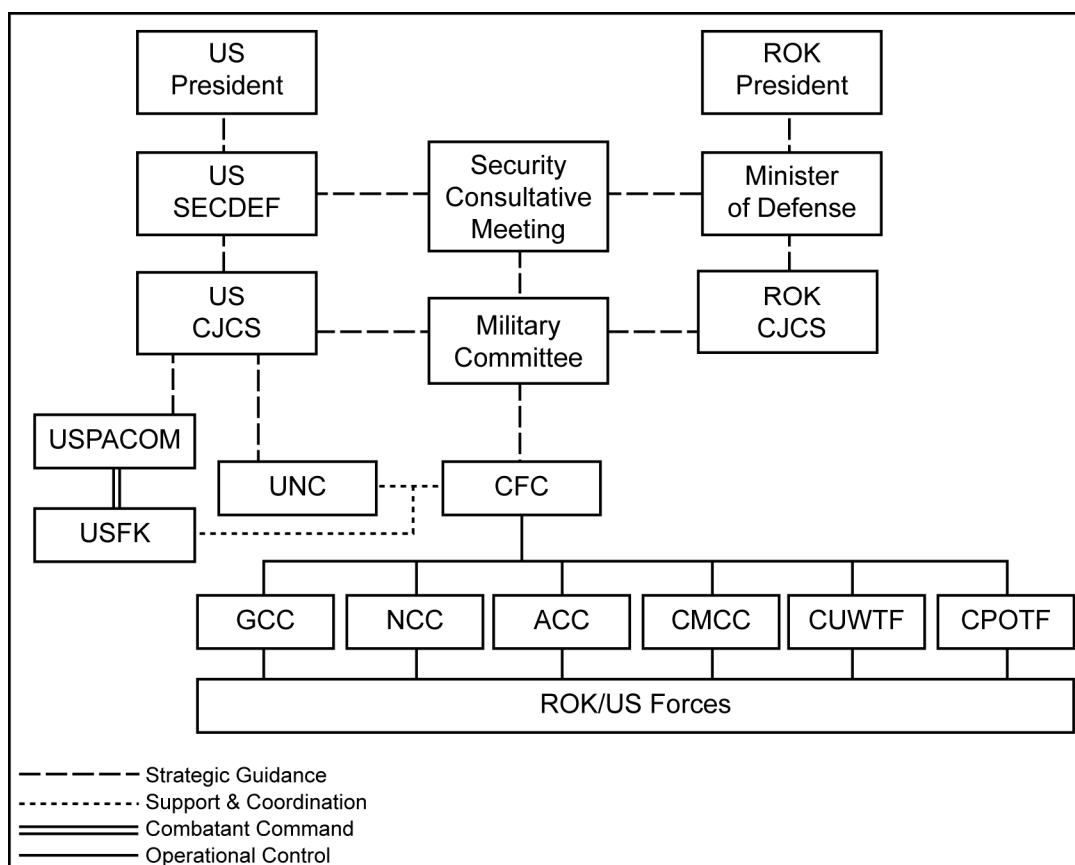 US
President
ROK
President
US
SECDEF
Security
Consultative
Meeting
Minister
of Defense
US
CJCS
Military
Committee
ROK
CJCS
USPACOM
UNC
CFC
USFK
GCC
NCC
ACC
CMCC
CUWTF
CPOTF
ROK/US Forces
Strategic Guidance
Support & Coordination
Combatant Command
Operational Control